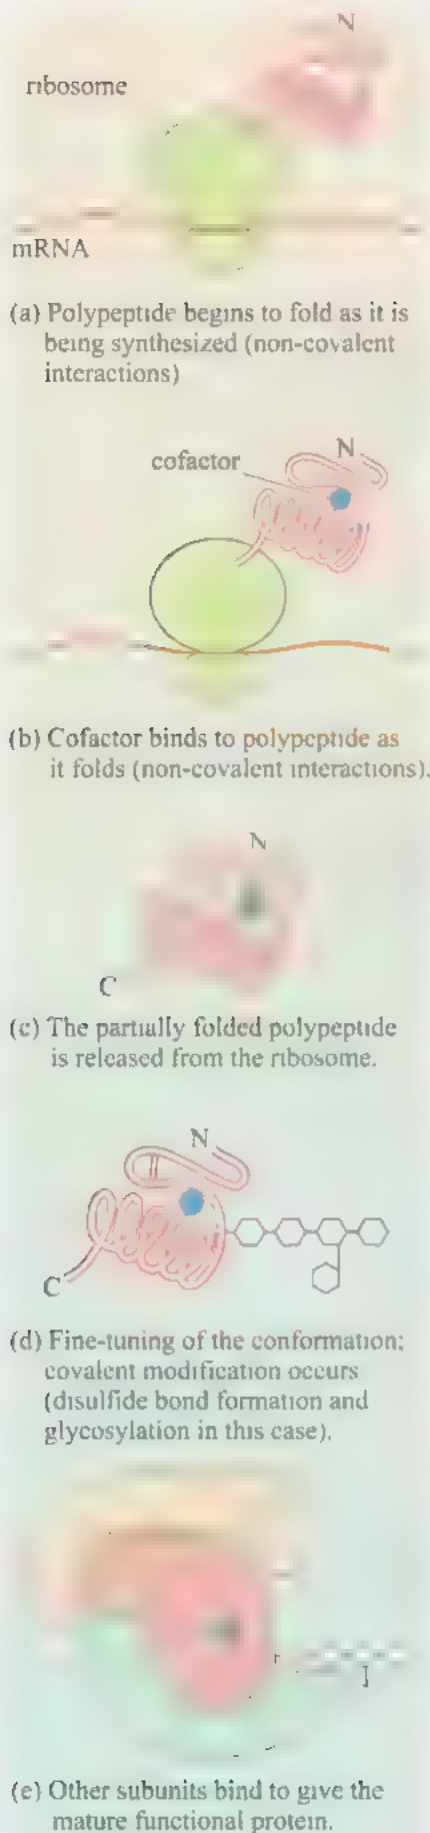 N
ribosome
mRNA
(a) Polypeptide begins to fold as it is
being synthesized (non-covalent
interactions)
N
cofactor
(b) Cofactor binds to polypeptide as
it folds (non-covalent interactions).
N
C
(c) The partially folded polypeptide
is released from the ribosome.
N
C
(d) Fine-tuning of the conformation;
covalent modification occurs
(disulfide bond formation and
glycosylation in this case).
(e) Other subunits bind to give the
mature functional protein.